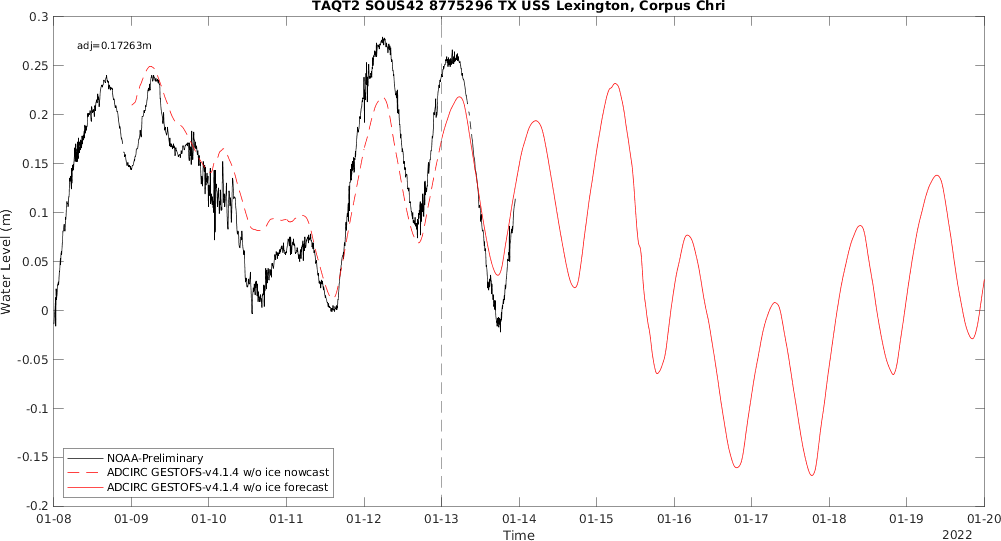 TAQT2 SOUS42 8775296 TX USS Lexington, Corpus Chri
adj=0.17263m
0.3
0.25
0.2
0.15
0.1
0.05
0
-0.05
-0.1
-0.15
-0.2
Water Level (m)
NOAA-Preliminary
ADCIRC GESTOFS-v4.1.4 w/o ice nowcast
ADCIRC GESTOFS-v4.1.4 w/o ice forecast
01-08 01-09 01-10 01-11 01-12 01-13 01-14 01-15 01-16 01-17 01-18 01-19 01-20
Time
2022